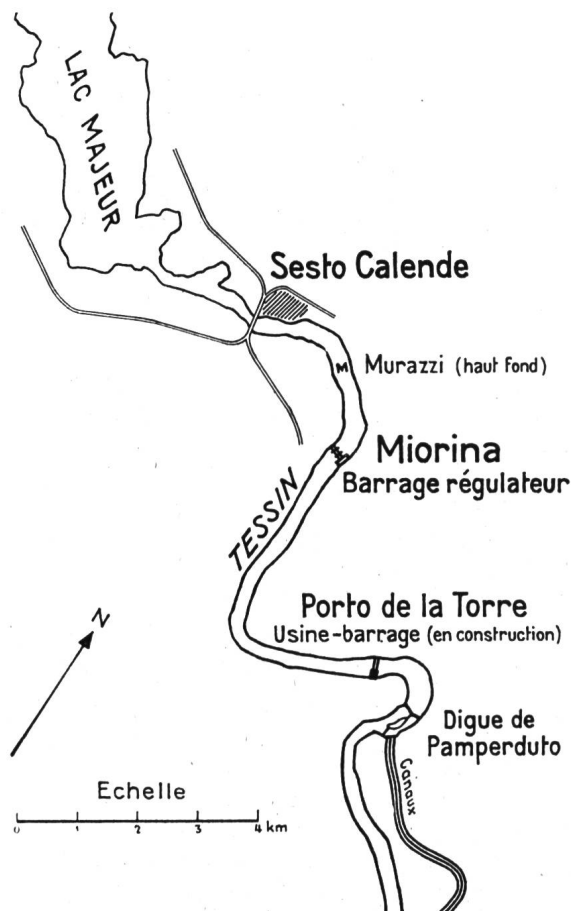 LAC MAJEUR
Sesto Calende
M
Murazzi (haut fond)
Miorina
Barrage régulateur
TESSIN
Porto de la Torre
Usine-barrage (en construction)
N
Digue de
Pamperduto
Canaux
Echelle
0 1 2 3 4 km